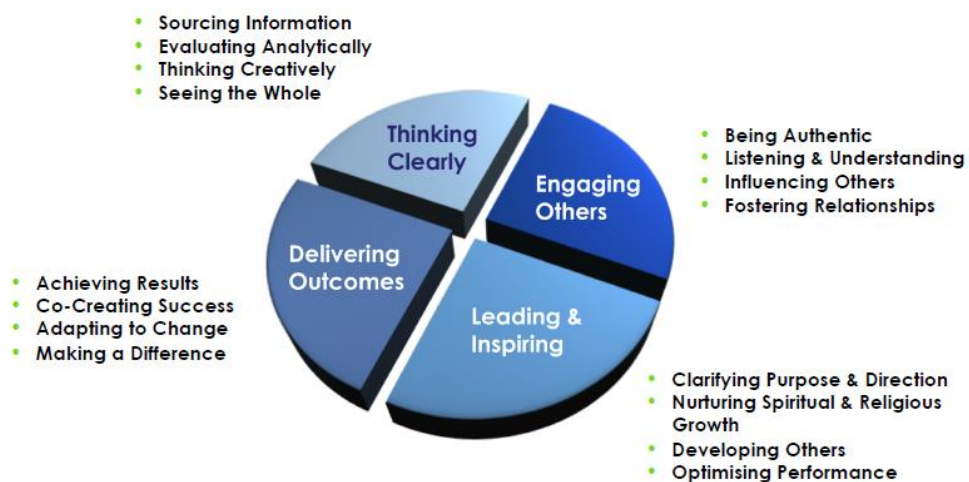 • Sourcing Information
• Evaluating Analytically
• Thinking Creatively
• Seeing the Whole
Thinking
Clearly
Engaging
Others
• Being Authentic
• Listening & Understanding
• Influencing Others
• Fostering Relationships
Delivering
Outcomes
• Achieving Results
• Co-Creating Success
• Adapting to Change
• Making a Difference
Leading &
Inspiring
• Clarifying Purpose & Direction
• Nurturing Spiritual & Religious
Growth
• Developing Others
• Optimising Performance